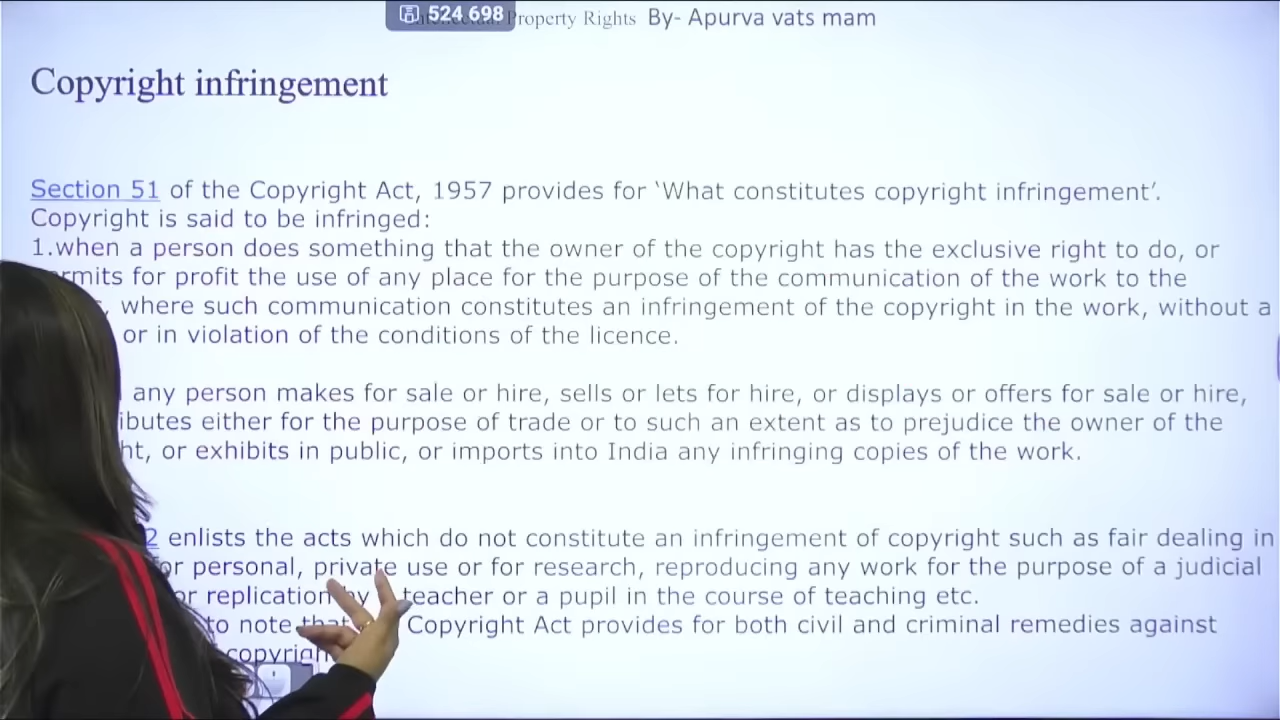 524 698
Property Rights By- Apurva vats mam
Copyright infringement
Section 51 of the Copyright Act, 1957 provides for ‘What constitutes copyright infringement’.
Copyright is said to be infringed:
1.when a person does something that the owner of the copyright has the exclusive right to do, or
for profit the use of any place for the purpose of the communication of the work to the
, where such communication constitutes an infringement of the copyright in the work, without a
or in violation of the conditions of the licence.
any person makes for sale or hire, sells or lets for hire, or displays or offers for sale or hire,
either for the purpose of trade or to such an extent as to prejudice the owner of the
, or exhibits in public, or imports into India any infringing copies of the work.
2 enlists the acts which do not constitute an infringement of copyright such as fair dealing in
personal, private use or for research, reproducing any work for the purpose of a judicial
replication teacher or a pupil in the course of teaching etc.
to note Copyright Act provides for both civil and criminal remedies against